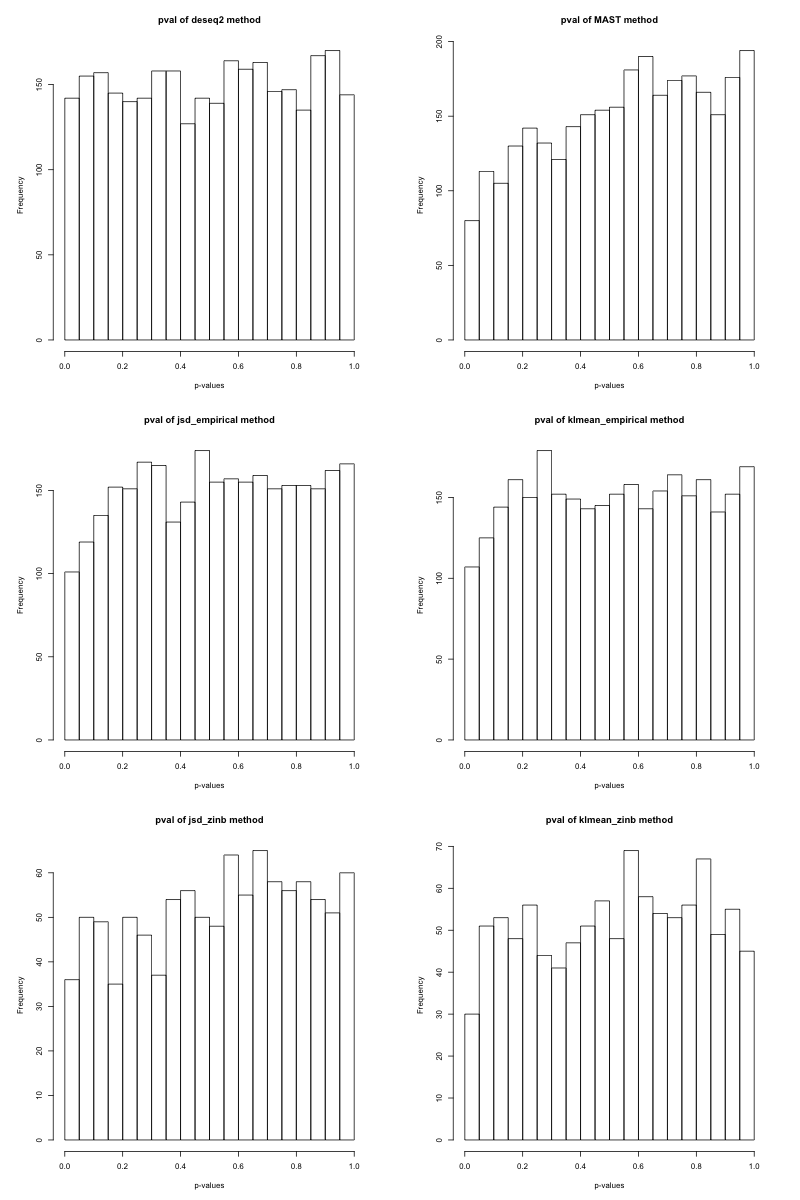 pval of deseq2 method
Frequency
0 50 100 150
0.0 0.2 0.4 0.6 0.8 1.0
p-values
pval of MAST method
Frequency
0 50 100 150 200
0.0 0.2 0.4 0.6 0.8 1.0
p-values
pval of jsd_empirical method
Frequency
0 50 100 150
0.0 0.2 0.4 0.6 0.8 1.0
p-values
pval of klmean_empirical method
Frequency
0 50 100 150
0.0 0.2 0.4 0.6 0.8 1.0
p-values
pval of jsd_zinb method
Frequency
0 10 20 30 40 50 60
0.0 0.2 0.4 0.6 0.8 1.0
p-values
pval of klmean_zinb method
Frequency
0 10 20 30 40 50 60 70
0.0 0.2 0.4 0.6 0.8 1.0
p-values